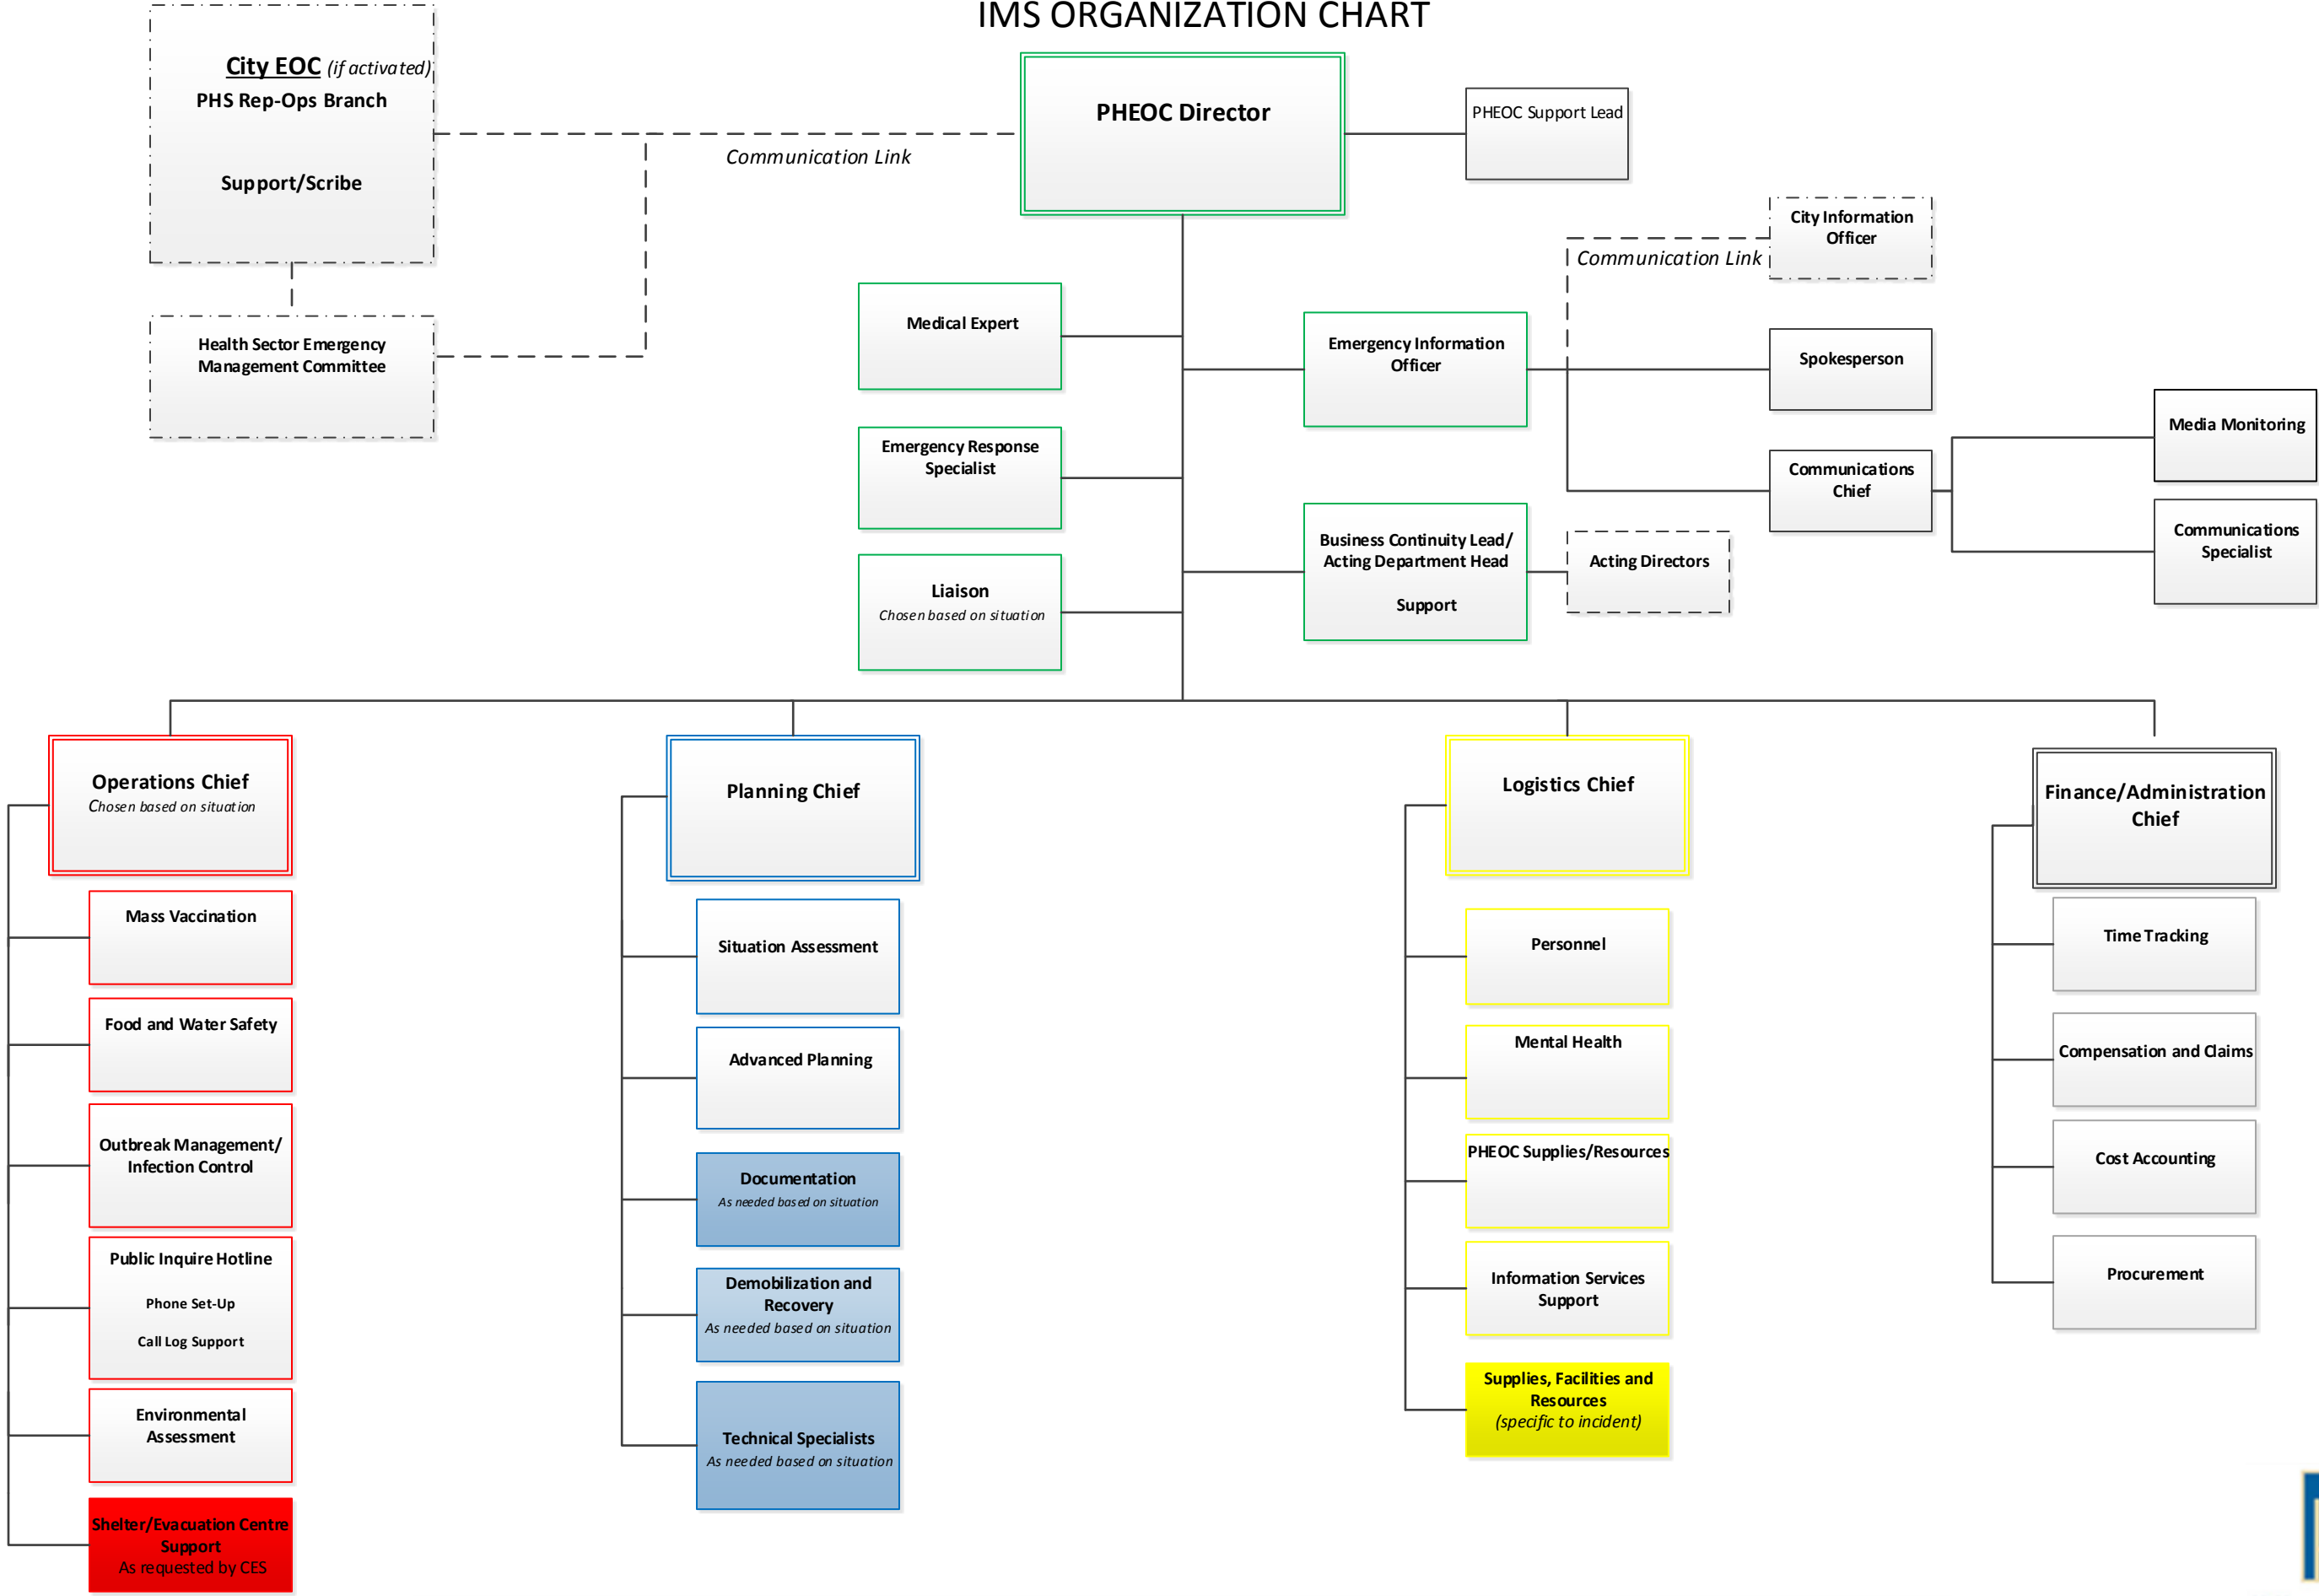 IMS ORGANIZATION CHART
City EOC (if activated)
PHS Rep-Ops Branch
Support/Scribe
PHEOC Director
PHEOC Support Lead
Communication Link
City Information
Officer
Communication Link
Health Sector Emergency
Management Committee
Medical Expert
Emergency Information
Officer
Spokesperson
Emergency Response
Specialist
Communications
Chief
Media Monitoring
Communications
Specialist
Liaison
Chosen based on situation
Business Continuity Lead/
Acting Department Head
Support
Acting Directors
Operations Chief
Chosen based on situation
Mass Vaccination
Food and Water Safety
Outbreak Management/
Infection Control
Public Inquire Hotline
Phone Set-Up
Call Log Support
Environmental
Assessment
Shelter/Evacuation Centre
Support
As requested by CES
Planning Chief
Situation Assessment
Advanced Planning
Documentation
As needed based on situation
Demobilization and
Recovery
As needed based on situation
Technical Specialists
As needed based on situation
Logistics Chief
Personnel
Mental Health
PHEOC Supplies/Resources
Information Services
Support
Supplies, Facilities and
Resources
(specific to incident)
Finance/Administration
Chief
Time Tracking
Compensation and Claims
Cost Accounting
Procurement